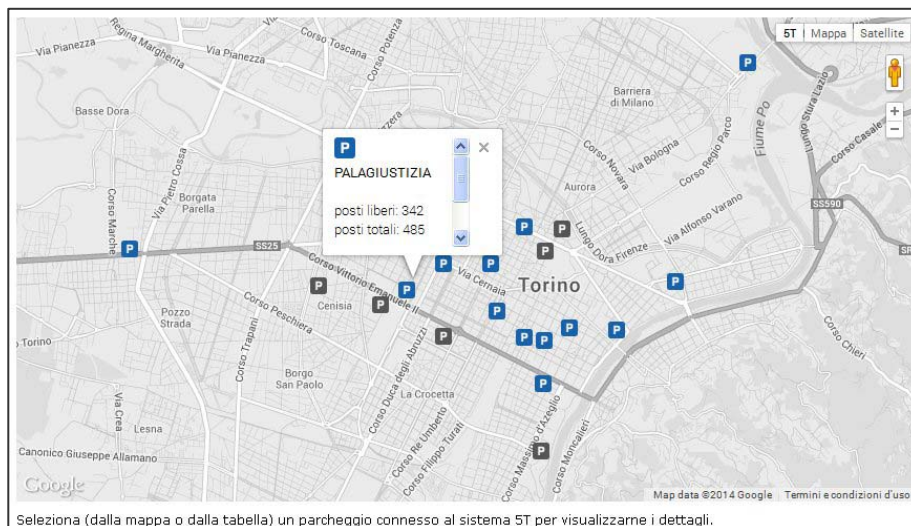 5T
Mappa
Satellite
Corso Toscana
Corso Potenza
Via Pianezza
Via Pianezza
Regina Margherita
Barriera
di Milano
Lungo Stura Lazio
Fiume Po
Basse Dora
Corso Casale
Corso Regio Parco
Via Bologna
Corso Novara
P
PALAGIUSTIZIA
posti liberi: 342
posti totali: 485
Via Pietro Cossa
Borgata
Parella
Aurora
Via Alfonso Varano
SS590
Corso Marche
Lungo Dora Firenze
SS25
Corso Vittorio Emanuele II
Via Cernaia
Torino
Cenisia
Pozzo
Strada
Corso Peschiera
Corso Trapani
o Torino
Corso Chieri
Corso Duca degli Abruzzi
Borgo
San Paolo
La Crocetta
Via Crea
Lesna
Corso Re Umberto
Corso Filippo Turati
Corso Massimo d'Azeglio
Corso Moncalieri
Canonico Giuseppe Allamano
Google
Map data ©2014 Google
Termini e condizioni d'uso
Seleziona (dalla mappa o dalla tabella) un parcheggio connesso al sistema 5T per visualizzarne i dettagli.